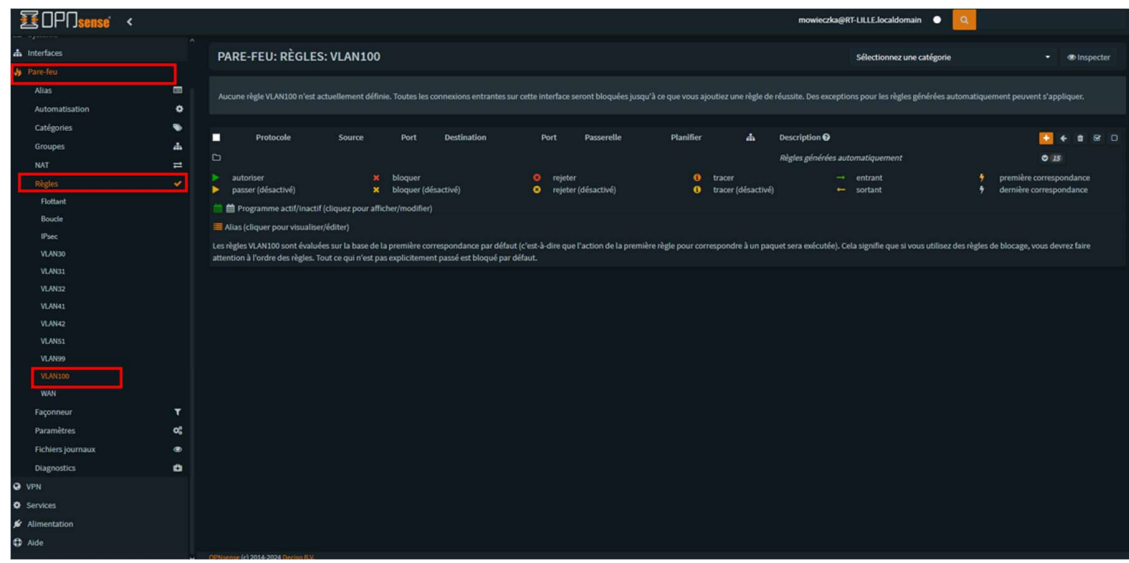 OPNsense
mowieczka@RT-LILLE.localdomain
Interfaces
Pare-feu
Alias
Automatisation
Catégories
Groupes
NAT
Règles
Flottant
Boucle
IPsec
VLAN30
VLAN31
VLAN32
VLAN41
VLAN42
VLAN51
VLAN99
VLAN100
WAN
Façonneur
Paramètres
Fichiers journaux
Diagnostics
VPN
Services
Alimentation
Aide
PARE-FEU: RÈGLES: VLAN100
Sélectionnez une catégorie
Inspecter
Aucune règle VLAN100 n'est actuellement définie. Toutes les connexions entrantes sur cette interface seront bloquées jusqu'à ce que vous ajoutiez une règle de réussite. Des exceptions pour les règles générées automatiquement peuvent s'appliquer.
Protocole Source Port Destination Port Passerelle Planifier Description
Règles générées automatiquement 15
autoriser bloquer rejeter tracer entrant première correspondance
passer (désactivé) bloquer (désactivé) rejeter (désactivé) tracer (désactivé) sortant dernière correspondance
Programme actif/inactif (cliquez pour afficher/modifier)
Alias (cliquer pour visualiser/éditer)
Les règles VLAN100 sont évaluées sur la base de la première correspondance par défaut (c'est-à-dire que l'action de la première règle pour correspondre à un paquet sera exécutée). Cela signifie que si vous utilisez des règles de blocage, vous devrez faire
attention à l'ordre des règles. Tout ce qui n'est pas explicitement passé est bloqué par défaut.
OPNsense (c) 2014-2024 Deciso B.V.